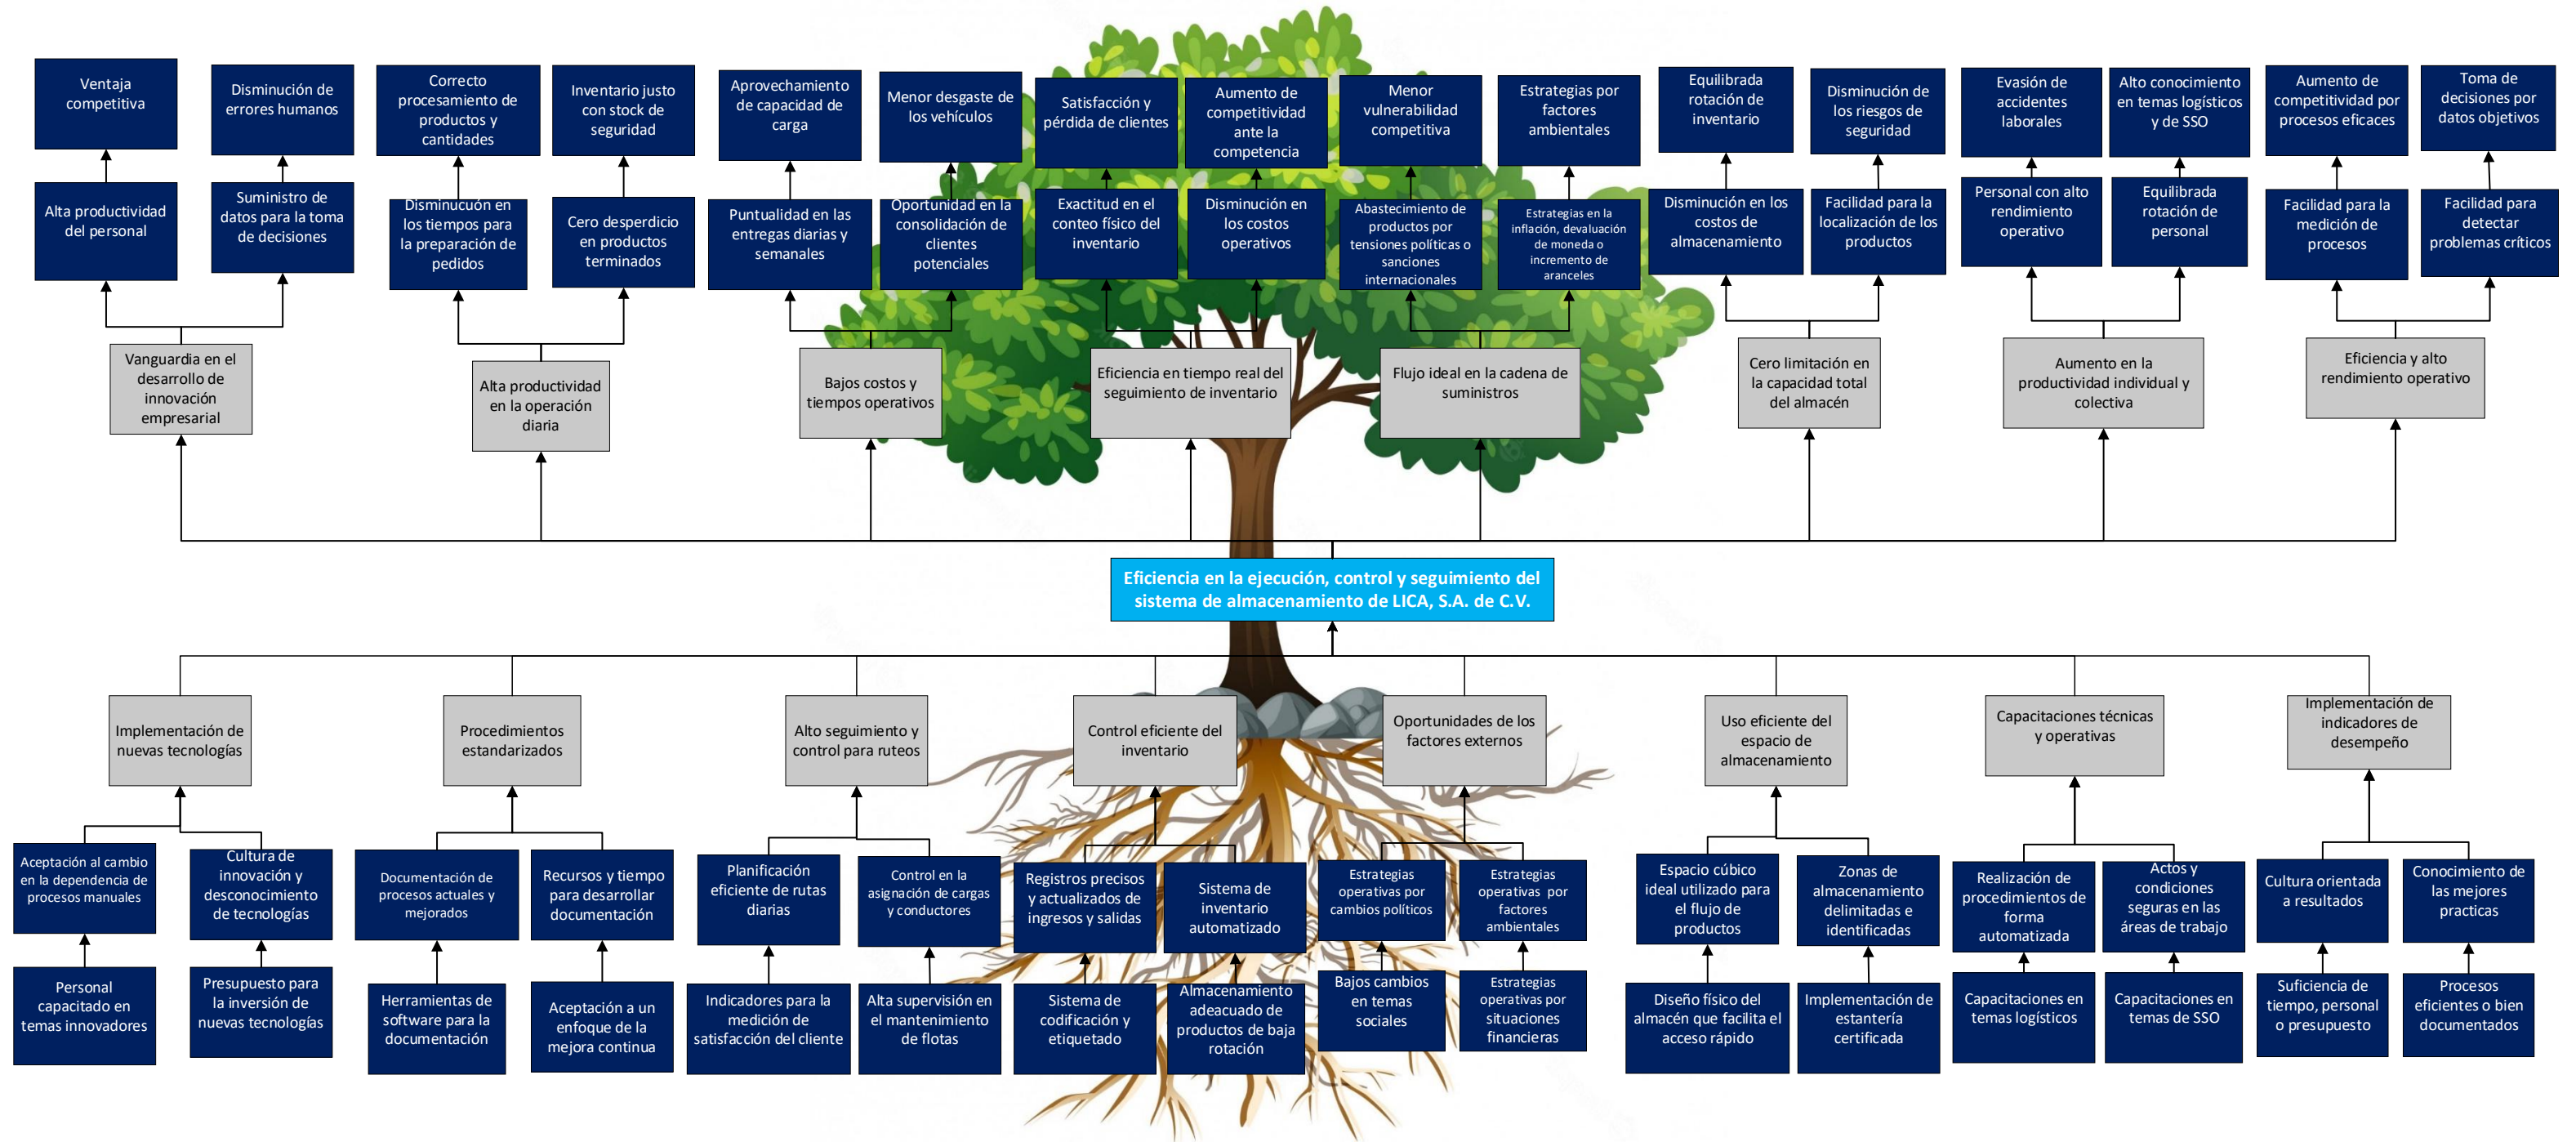 Ventaja
competitiva
Disminución de
errores humanos
Correcto
procesamiento de
productos y
cantidades
Inventario justo
con stock de
seguridad
Aprovechamiento
de capacidad de
carga
Menor desgaste de
los vehículos
Satisfacción y
pérdida de clientes
Aumento de
competitividad
ante la
competencia
Menor
vulnerabilidad
competitiva
Estrategias por
factores
ambientales
Equilibrada
rotación de
inventario
Disminución de
los riesgos de
seguridad
Evasión de
accidentes
laborales
Alto conocimiento
en temas logísticos
y de SSO
Aumento de
competitividad por
procesos eficaces
Toma de
decisiones por
datos objetivos
Alta productividad
del personal
Suministro de
datos para la toma
de decisiones
Disminucuón en
los tiempos para
la preparación de
pedidos
Cero desperdicio
en productos
terminados
Puntualidad en las
entregas diarias y
semanales
Oportunidad en la
consolidación de
clientes
potenciales
Exactitud en el
conteo físico del
inventario
Disminución en
los costos
operativos
Abastecimiento de
productos por
tensiones políticas o
sanciones
internacionales
Estrategias en la
inflación, devaluación
de moneda o
incremento de
aranceles
Disminución en los
costos de
almacenamiento
Facilidad para la
localización de los
productos
Personal con alto
rendimiento
operativo
Equilibrada
rotación de
personal
Facilidad para la
medición de
procesos
Facilidad para
detectar
problemas críticos
Vanguardia en el
desarrollo de
innovación
empresarial
Alta productividad
en la operación
diaria
Bajos costos y
tiempos operativos
Eficiencia en tiempo real del
seguimiento de inventario
Flujo ideal en la cadena de
suministros
Cero limitación en
la capacidad total
del almacén
Aumento en la
productividad individual y
colectiva
Eficiencia y alto
rendimiento operativo
Eficiencia en la ejecución, control y seguimiento del
sistema de almacenamiento de LICA, S.A. de C.V.
Implementación de
nuevas tecnologías
Procedimientos
estandarizados
Alto seguimiento y
control para ruteos
Control eficiente del
inventario
Oportunidades de los
factores externos
Uso eficiente del
espacio de
almacenamiento
Capacitaciones técnicas
y operativas
Implementación de
indicadores de
desempeño
Aceptación al cambio
en la dependencia de
procesos manuales
Cultura de
innovación y
desconocimiento
de tecnologías
Documentación de
procesos actuales y
mejorados
Recursos y tiempo
para desarrollar
documentación
Planificación
eficiente de rutas
diarias
Control en la
asignación de cargas
y conductores
Registros precisos
y actualizados de
ingresos y salidas
Sistema de
inventario
automatizado
Estrategias
operativas por
cambios políticos
Estrategias
operativas  por
factores
ambientales
Espacio cúbico
ideal utilizado para
el flujo de
productos
Zonas de
almacenamiento
delimitadas e
identificadas
Realización de
procedimientos de
forma
automatizada
Actos y
condiciones
seguras en las
áreas de trabajo
Cultura orientada
a resultados
Conocimiento de
las mejores
practicas
Personal
capacitado en
temas innovadores
Presupuesto para
la inversión de
nuevas tecnologías
Herramientas de
software para la
documentación
Aceptación a un
enfoque de la
mejora continua
Indicadores para la
medición de
satisfacción del cliente
Alta supervisión en
el mantenimiento
de flotas
Sistema de
codificación y
etiquetado
Almacenamiento
adeacuado de
productos de baja
rotación
Bajos cambios
en temas
sociales
Estrategias
operativas por
situaciones
financieras
Diseño físico del
almacén que facilita el
acceso rápido
Implementación de
estantería
certificada
Capacitaciones en
temas logísticos
Capacitaciones en
temas de SSO
Suficiencia de
tiempo, personal
o presupuesto
Procesos
eficientes o bien
documentados